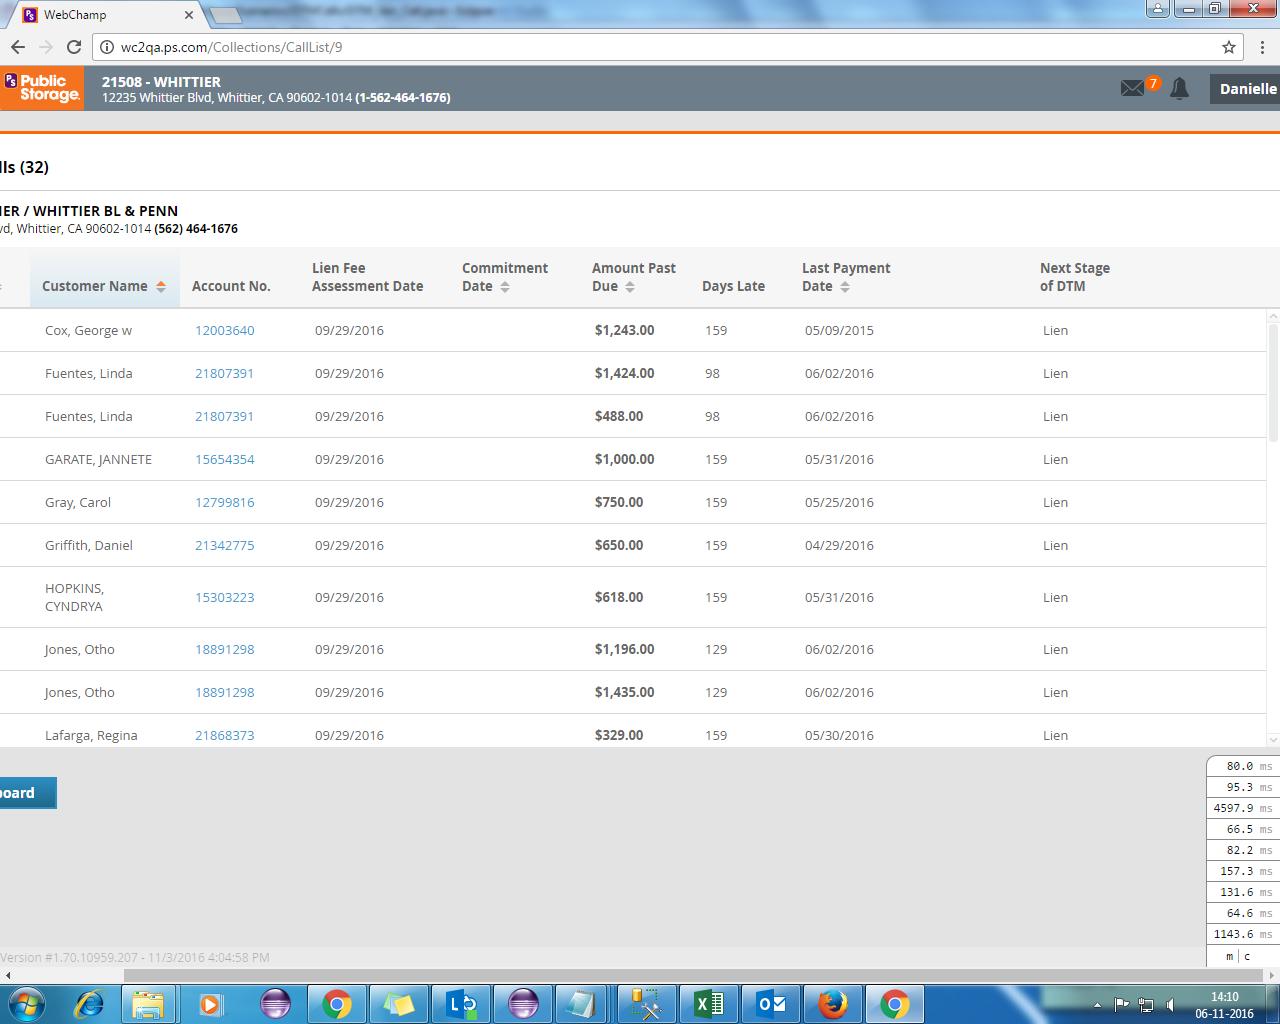 WebChamp
wc2qa.ps.com/Collections/CallList/9
PS Public Storage.
21508 - WHITTIER
12235 Whittier Blvd, Whittier, CA 90602-1014 (1-562-464-1676)
7
Danielle
lls (32)
IER / WHITTIER BL & PENN
vd, Whittier, CA 90602-1014 (562) 464-1676
Customer Name Account No. Lien Fee Assessment Date Commitment Date Amount Past Due Days Late Last Payment Date Next Stage of DTM
Cox, George w 12003640 09/29/2016 $1,243.00 159 05/09/2015 Lien
Fuentes, Linda 21807391 09/29/2016 $1,424.00 98 06/02/2016 Lien
Fuentes, Linda 21807391 09/29/2016 $488.00 98 06/02/2016 Lien
GARATE, JANNETE 15654354 09/29/2016 $1,000.00 159 05/31/2016 Lien
Gray, Carol 12799816 09/29/2016 $750.00 159 05/25/2016 Lien
Griffith, Daniel 21342775 09/29/2016 $650.00 159 04/29/2016 Lien
HOPKINS, CYNDRYA 15303223 09/29/2016 $618.00 159 05/31/2016 Lien
Jones, Otho 18891298 09/29/2016 $1,196.00 129 06/02/2016 Lien
Jones, Otho 18891298 09/29/2016 $1,435.00 129 06/02/2016 Lien
Lafarga, Regina 21868373 09/29/2016 $329.00 159 05/30/2016 Lien
board
80.0 ms
95.3 ms
4597.9 ms
66.5 ms
82.2 ms
157.3 ms
131.6 ms
64.6 ms
1143.6 ms
m | c
Version #1.70.10959.207 - 11/3/2016 4:04:58 PM
14:10
06-11-2016